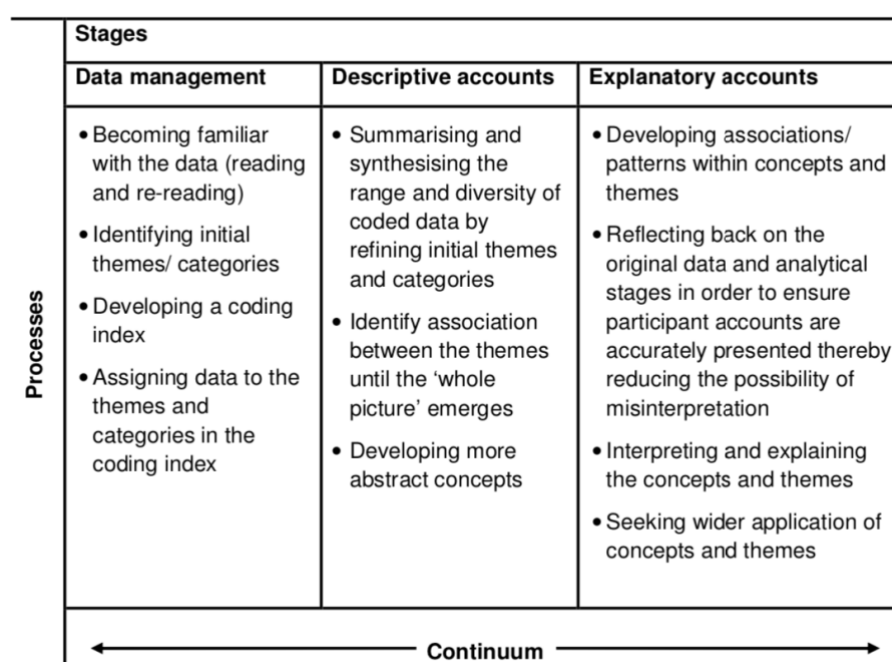 Stages
Data management
Descriptive accounts
Explanatory accounts
Processes
• Becoming familiar
with the data (reading
and re-reading)
• Identifying initial
themes/ categories
• Developing a coding
index
• Assigning data to the
themes and
categories in the
coding index
• Summarising and
synthesising the
range and diversity of
coded data by
refining initial themes
and categories
• Identify association
between the themes
until the ‘whole
picture’ emerges
• Developing more
abstract concepts
• Developing associations/
patterns within concepts and
themes
• Reflecting back on the
original data and analytical
stages in order to ensure
participant accounts are
accurately presented thereby
reducing the possibility of
misinterpretation
• Interpreting and explaining
the concepts and themes
• Seeking wider application of
concepts and themes
Continuum